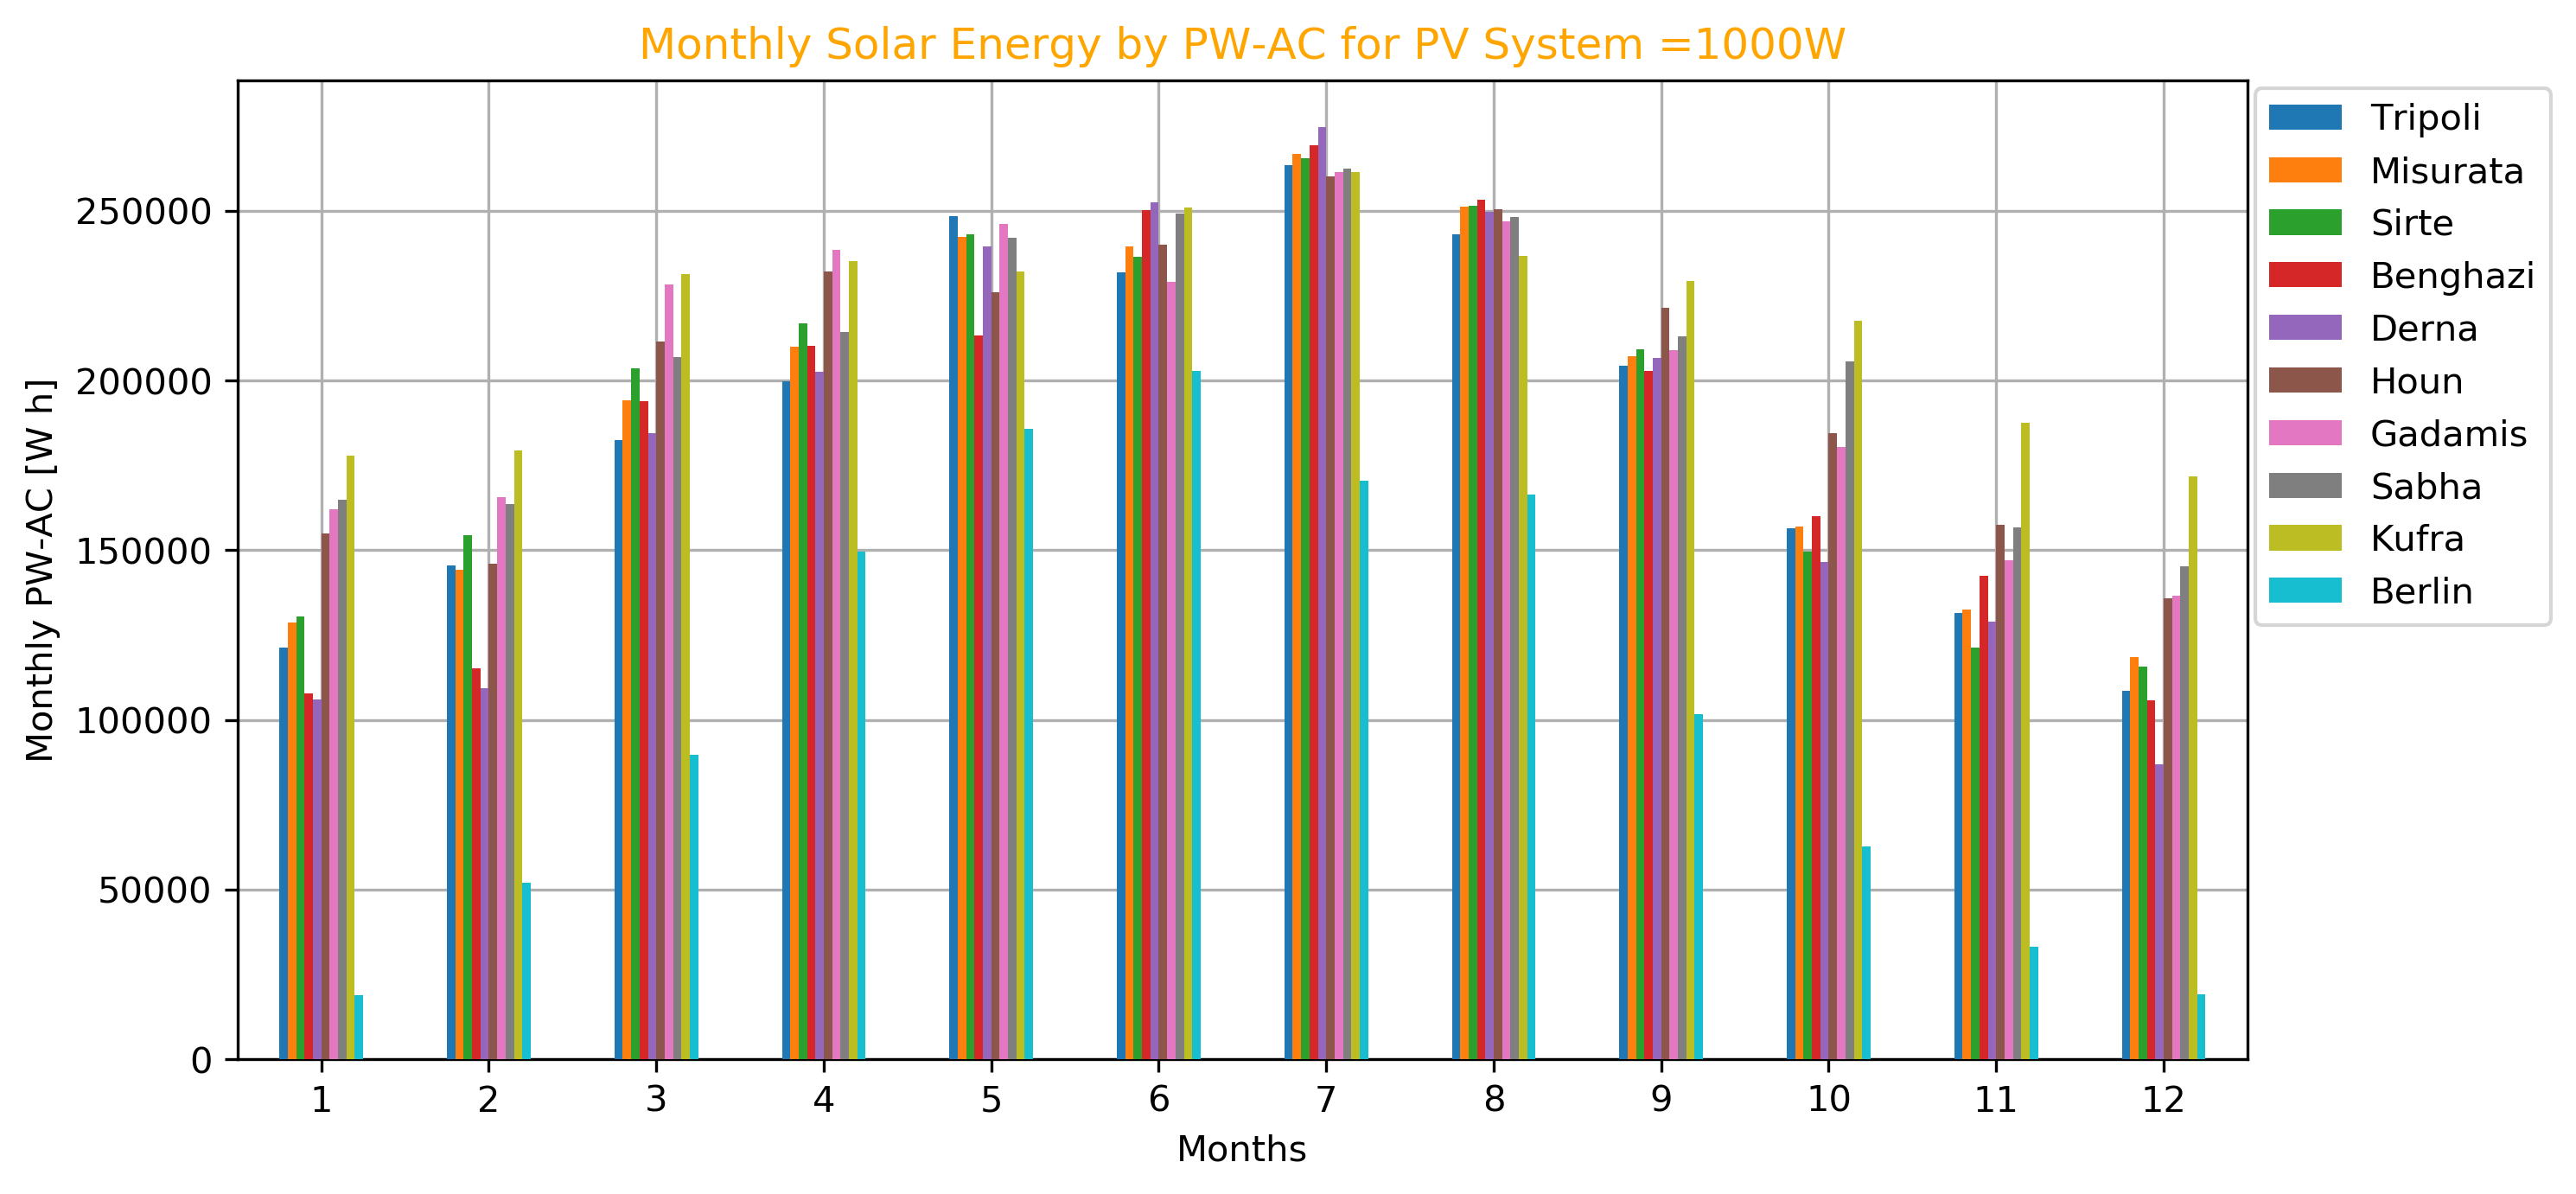 Monthly Solar Energy by PW-AC for PV System =1000W
Monthly PW-AC [W h]
250000
200000
150000
100000
50000
0
1 2 3 4 5 6 7 8 9 10 11 12
Months
Tripoli
Misurata
Sirte
Benghazi
Derna
Houn
Gadamis
Sabha
Kufra
Berlin